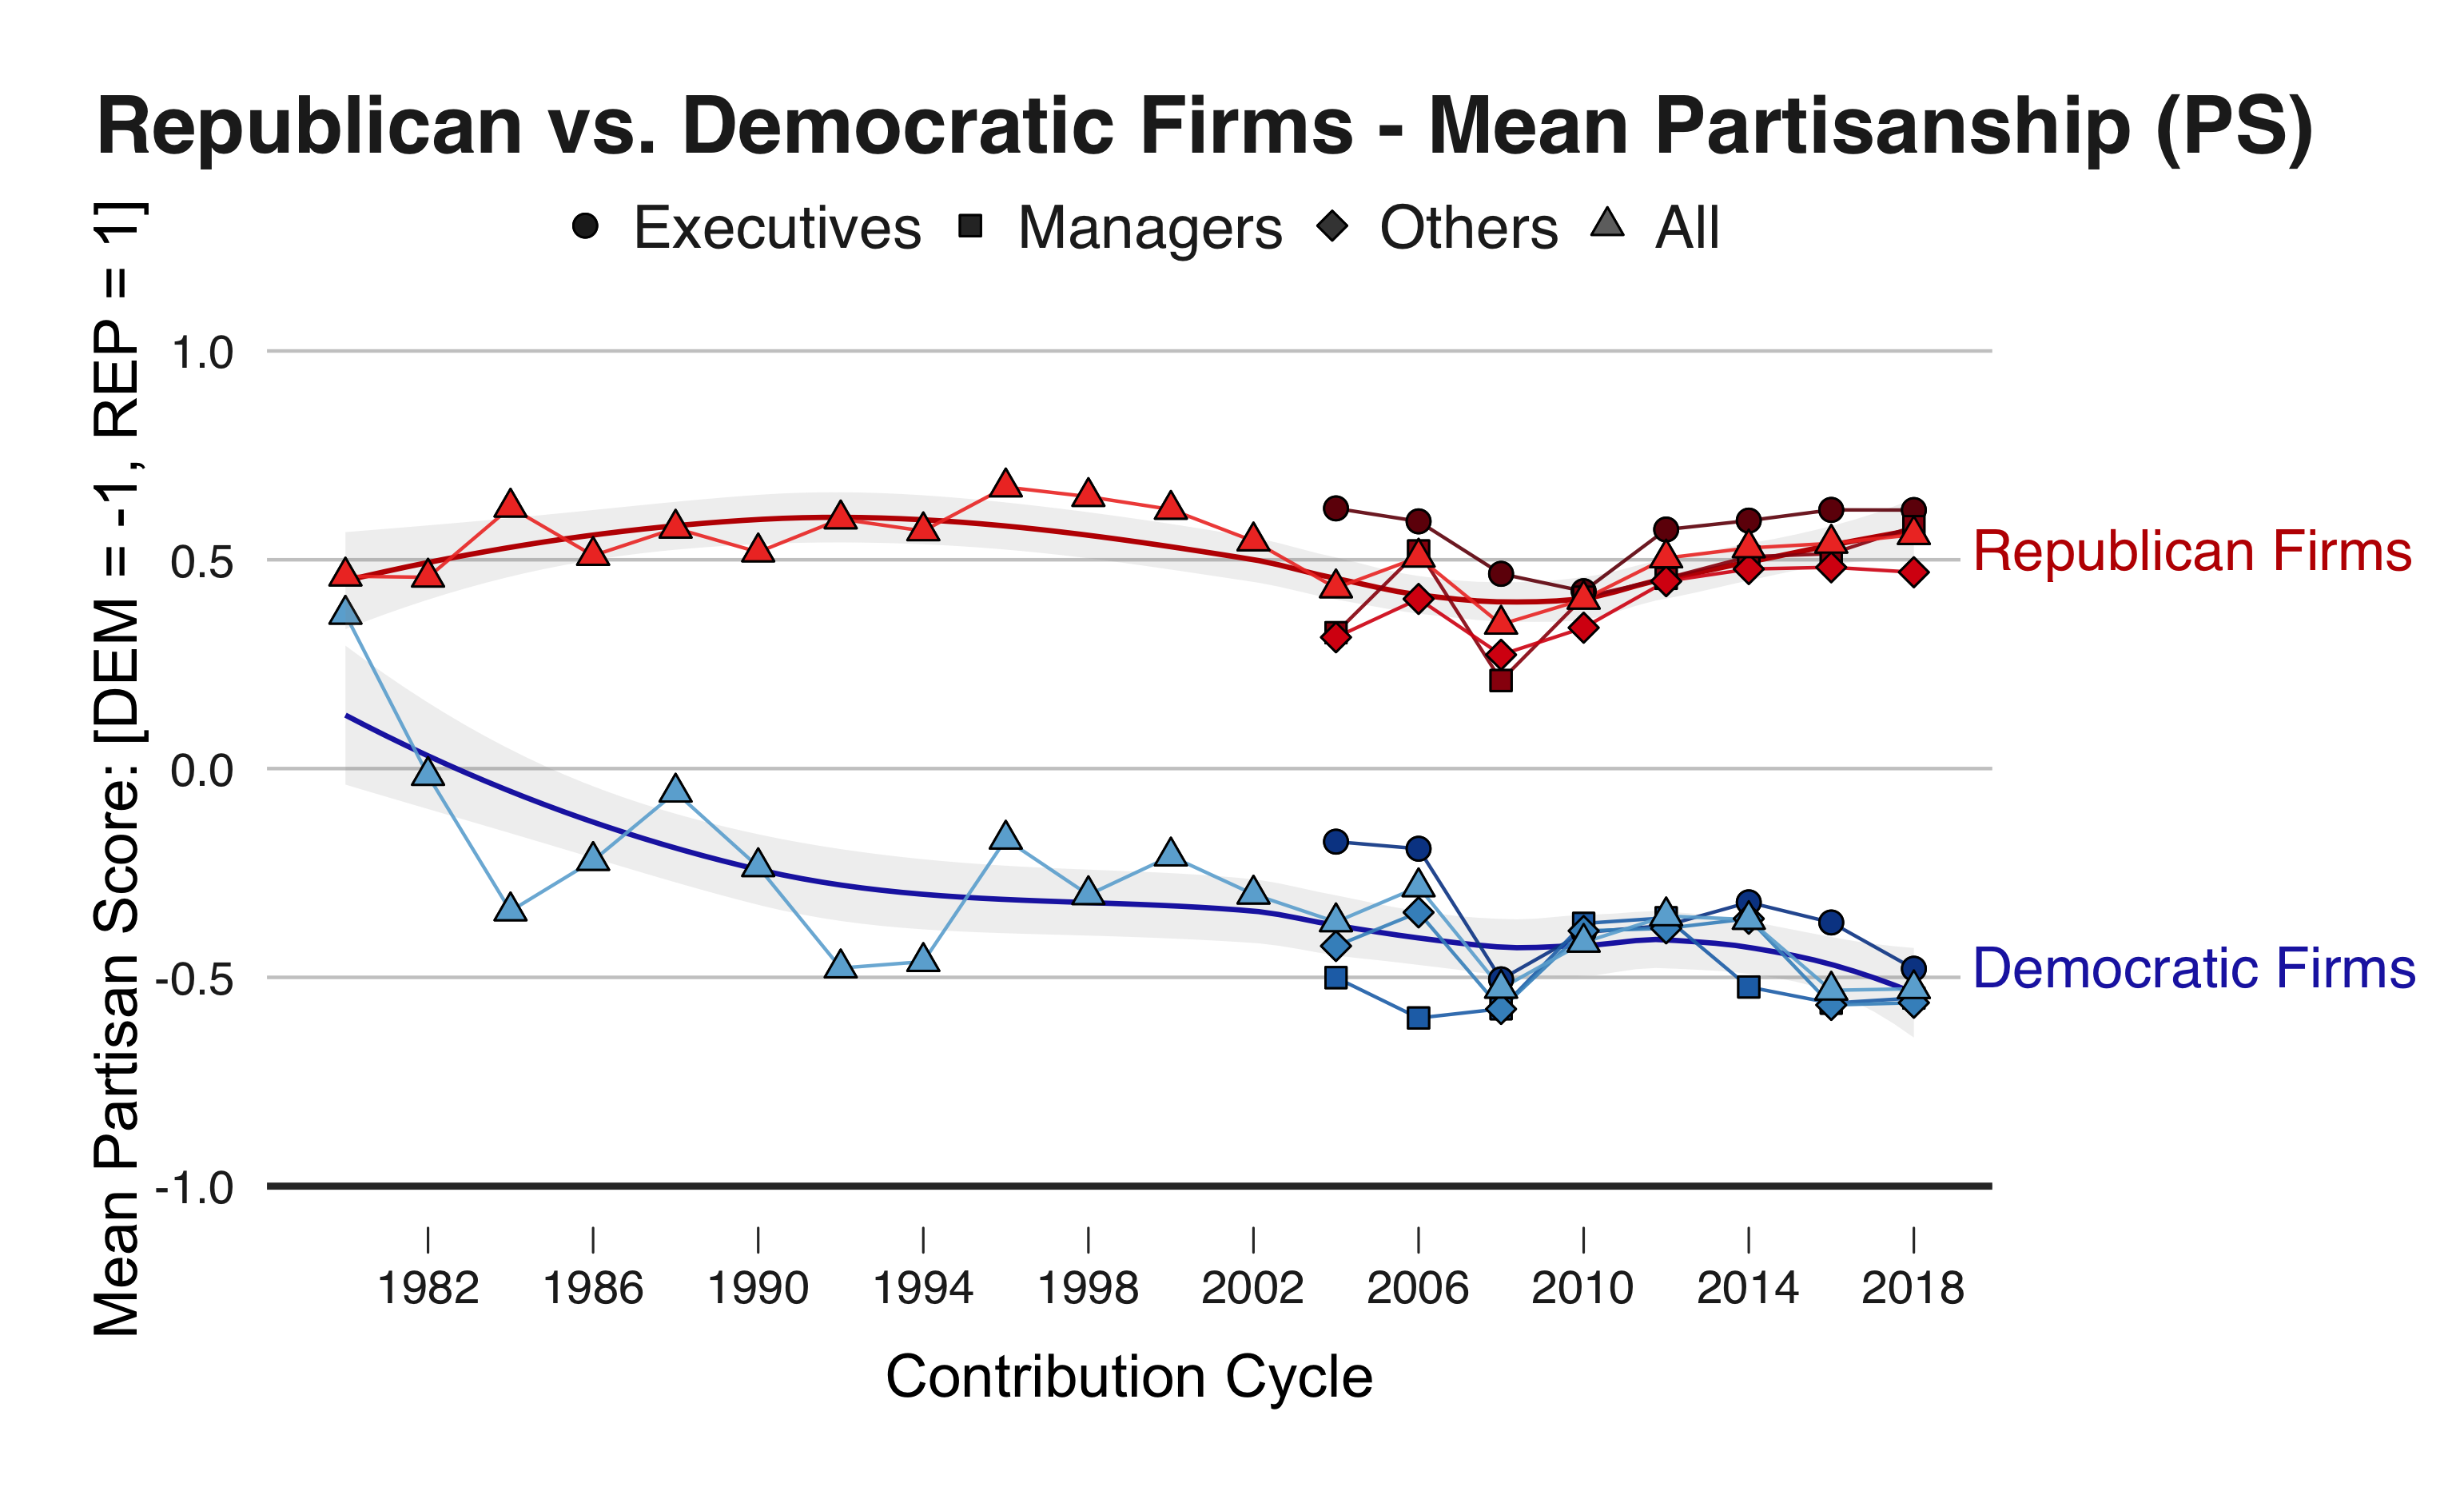 Republican vs. Democratic Firms - Mean Partisanship (PS)
Executives Managers Others All
Mean Partisan Score: [DEM = -1, REP = 1]
1.0
0.5
0.0
-0.5
-1.0
Republican Firms
Democratic Firms
1982 1986 1990 1994 1998 2002 2006 2010 2014 2018
Contribution Cycle